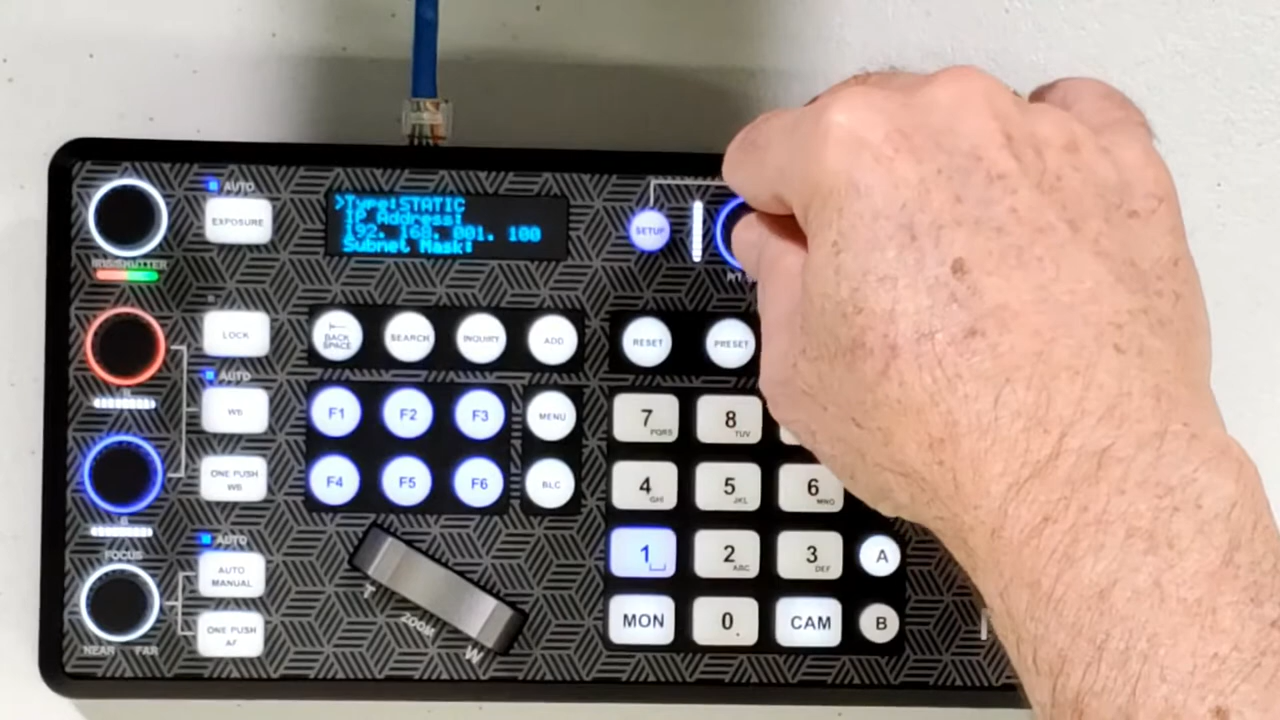 AUTO
EXPOSURE
IRIS/SHUTTER
>Type:STATIC
IP Address:
192. 168. 001. 100
Subnet Mask:
SETUP
LOCK
BACK
SPACE
SEARCH
INQUIRY
ADD
RESET
PRESET
AUTO
WB
F1
F2
F3
MENU
7 PQRS
8 TUV
ONE PUSH
WB
F4
F5
F6
BLC
4 GHI
5 JKL
6 MNO
AUTO
FOCUS
AUTO
MANUAL
1
2 ABC
3 DEF
A
T
ZOOM
W
ONE PUSH
AF
MON
0
CAM
B
NEAR
FAR